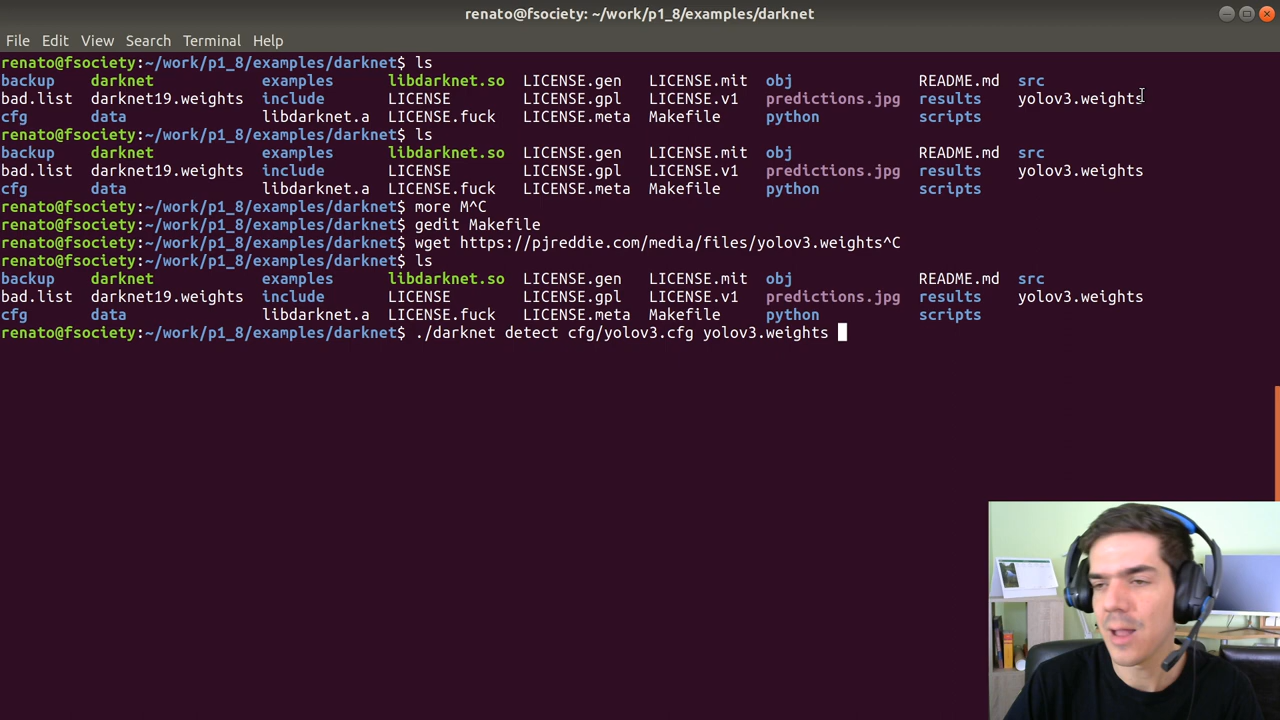 renato@fsociety: ~/work/p1_8/examples/darknet
File Edit View Search Terminal Help
renato@fsociety:~/work/p1_8/examples/darknet$ ls
backup darknet examples libdarknet.so LICENSE.gen LICENSE.mit obj README.md src
bad.list darknet19.weights include LICENSE LICENSE.gpl LICENSE.v1 predictions.jpg results yolov3.weights
cfg data libdarknet.a LICENSE.fuck LICENSE.meta Makefile python scripts
renato@fsociety:~/work/p1_8/examples/darknet$ ls
backup darknet examples libdarknet.so LICENSE.gen LICENSE.mit obj README.md src
bad.list darknet19.weights include LICENSE LICENSE.gpl LICENSE.v1 predictions.jpg results yolov3.weights
cfg data libdarknet.a LICENSE.fuck LICENSE.meta Makefile python scripts
renato@fsociety:~/work/p1_8/examples/darknet$ more M^C
renato@fsociety:~/work/p1_8/examples/darknet$ gedit Makefile
renato@fsociety:~/work/p1_8/examples/darknet$ wget https://pjreddie.com/media/files/yolov3.weights^C
renato@fsociety:~/work/p1_8/examples/darknet$ ls
backup darknet examples libdarknet.so LICENSE.gen LICENSE.mit obj README.md src
bad.list darknet19.weights include LICENSE LICENSE.gpl LICENSE.v1 predictions.jpg results yolov3.weights
cfg data libdarknet.a LICENSE.fuck LICENSE.meta Makefile python scripts
renato@fsociety:~/work/p1_8/examples/darknet$ ./darknet detect cfg/yolov3.cfg yolov3.weights